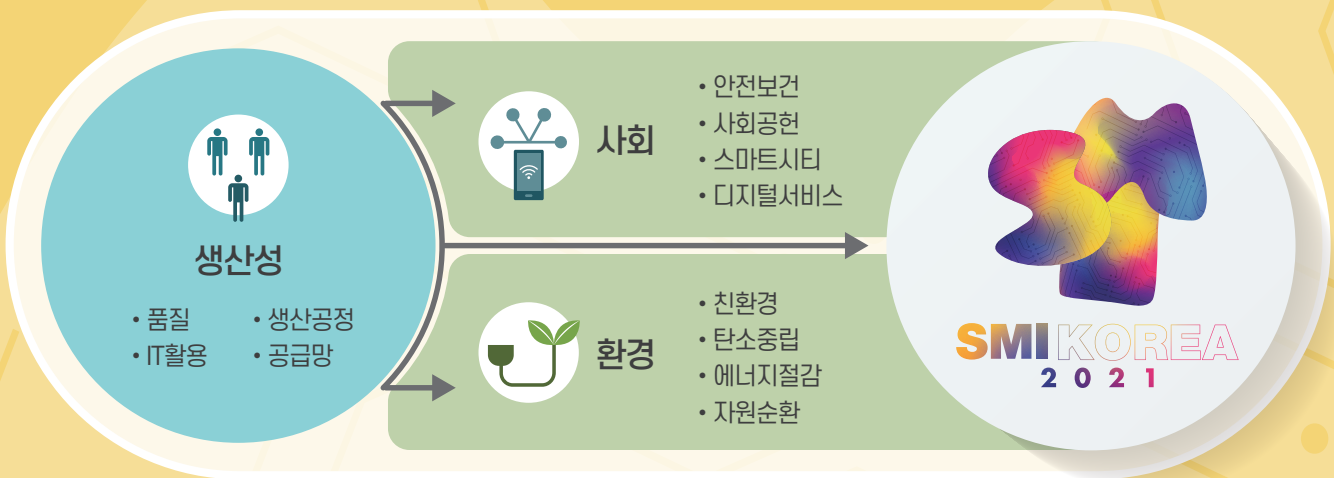 생산성
• 품질
• IT활용
• 생산공정
• 공급망
사회
• 안전보건
• 사회공헌
• 스마트시티
• 디지털서비스
환경
• 친환경
• 탄소중립
• 에너지절감
• 자원순환
SMI KOREA
2021